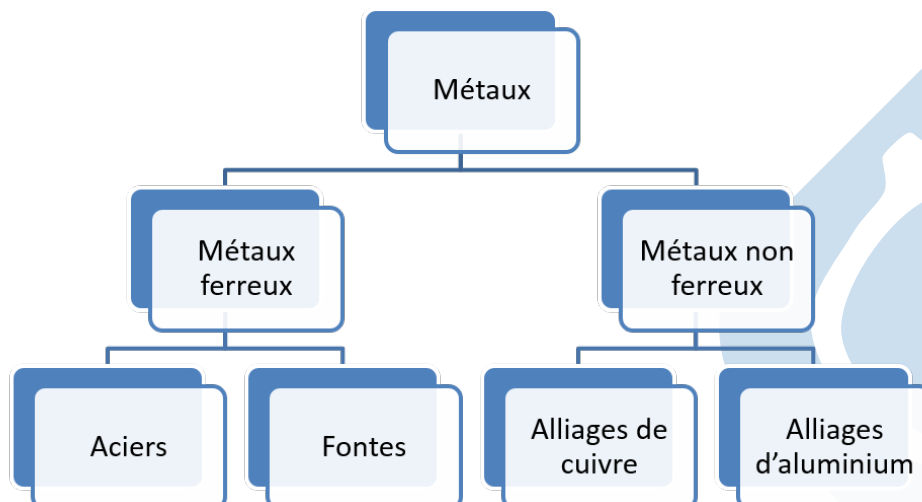 Métaux
Métaux
ferreux
Métaux non
ferreux
Aciers
Fontes
Alliages de
cuivre
Alliages
d’aluminium